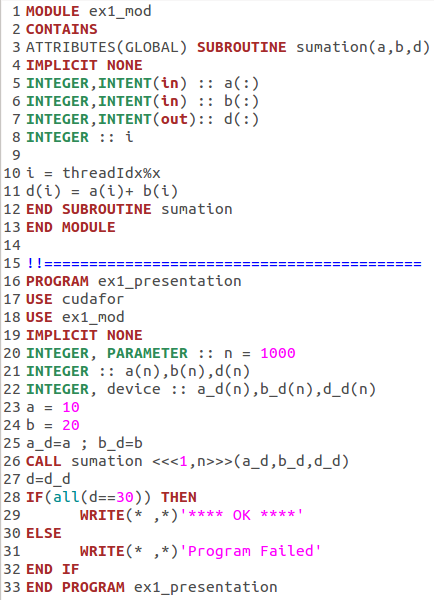 1 MODULE ex1_mod
2 CONTAINS
3 ATTRIBUTES(GLOBAL) SUBROUTINE sumation(a,b,d)
4 IMPLICIT NONE
5 INTEGER,INTENT(in) :: a(:)
6 INTEGER,INTENT(in) :: b(:)
7 INTEGER,INTENT(out):: d(:)
8 INTEGER :: i
9
10 i = threadIdx%x
11 d(i) = a(i)+ b(i)
12 END SUBROUTINE sumation
13 END MODULE
14
15 !!==========================================
16 PROGRAM ex1_presentation
17 USE cudafor
18 USE ex1_mod
19 IMPLICIT NONE
20 INTEGER, PARAMETER :: n = 1000
21 INTEGER :: a(n),b(n),d(n)
22 INTEGER, device :: a_d(n),b_d(n),d_d(n)
23 a = 10
24 b = 20
25 a_d=a ; b_d=b
26 CALL sumation <<<1,n>>>(a_d,b_d,d_d)
27 d=d_d
28 IF(all(d==30)) THEN
29       WRITE(* ,*)'**** OK ****'
30 ELSE
31       WRITE(* ,*)'Program Failed'
32 END IF
33 END PROGRAM ex1_presentation